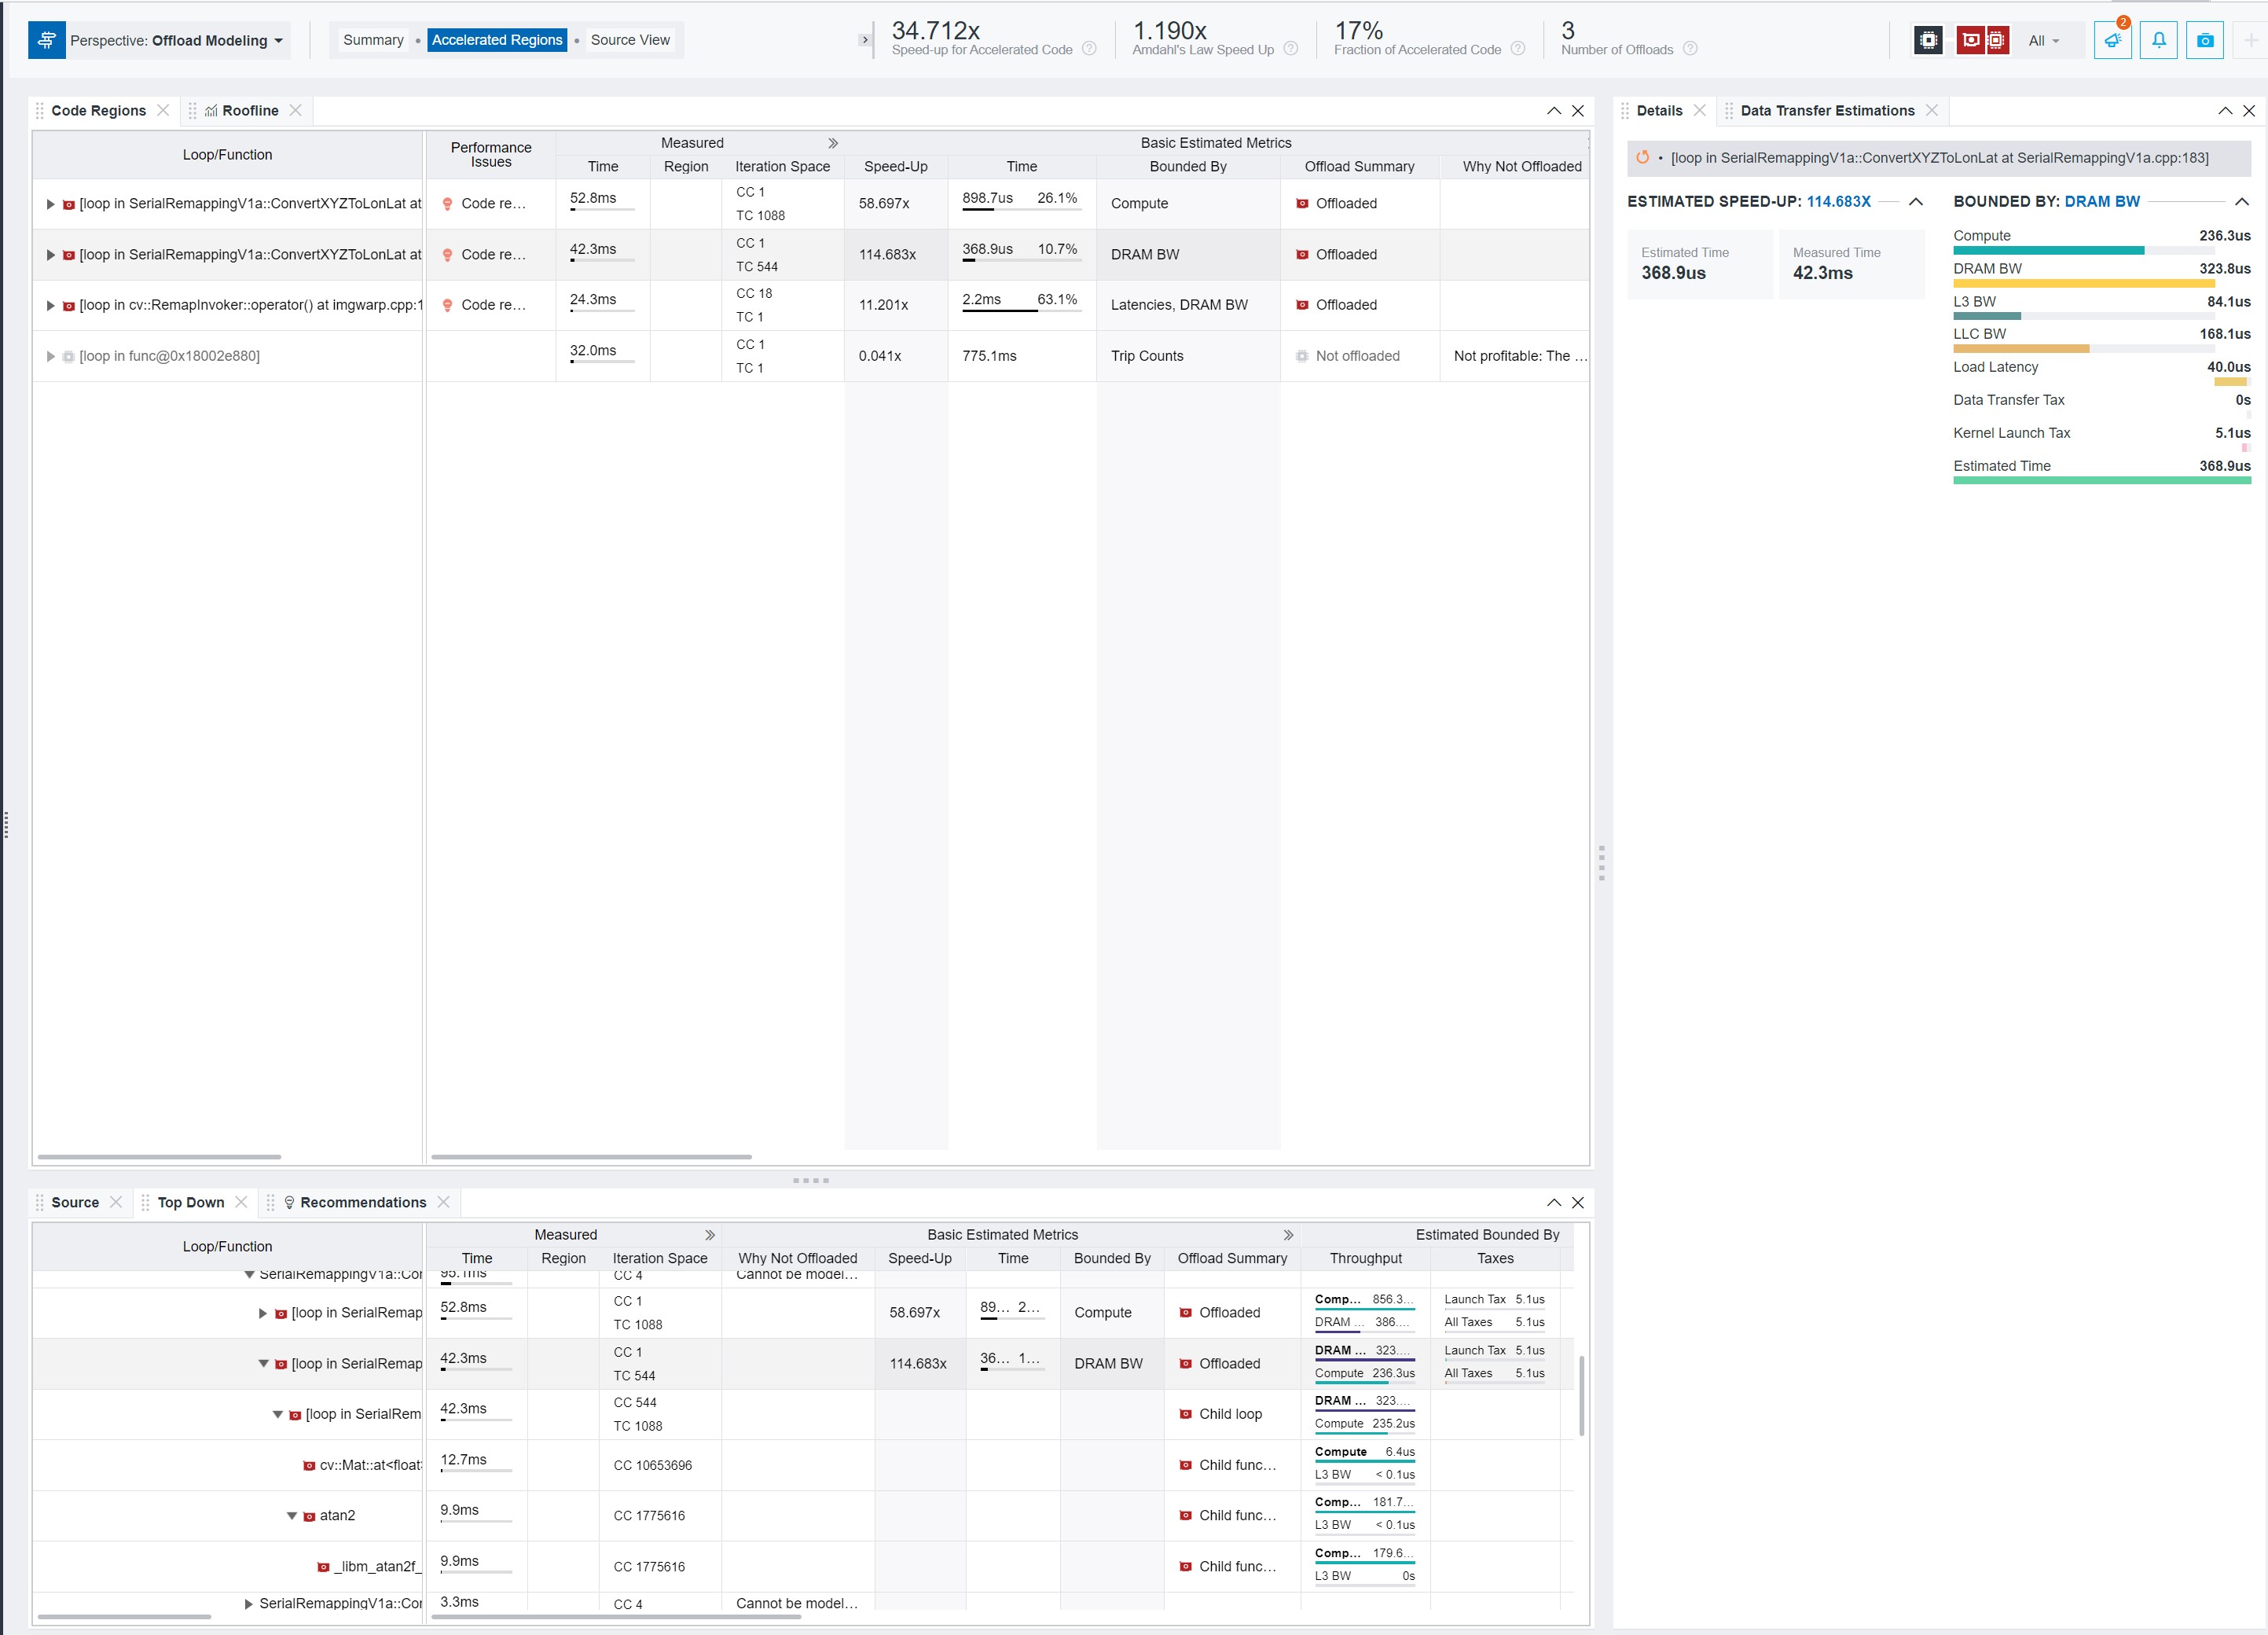 Perspective: Offload Modeling
Summary • Accelerated Regions • Source View
34.712x
Speed-up for Accelerated Code
1.190x
Amdahl's Law Speed Up
17%
Fraction of Accelerated Code
3
Number of Offloads
All
2
Code Regions Roofline
Loop/Function Performance Issues Measured Basic Estimated Metrics
Time Region Iteration Space Speed-Up Time Bounded By Offload Summary Why Not Offloaded
[loop in SerialRemappingV1a::ConvertXYZToLonLat at Code re... 52.8ms CC 1 58.697x 898.7us 26.1% Compute Offloaded
TC 1088
[loop in SerialRemappingV1a::ConvertXYZToLonLat at Code re... 42.3ms CC 1 114.683x 368.9us 10.7% DRAM BW Offloaded
TC 544
[loop in cv::RemapInvoker::operator() at imgwarp.cpp:1 Code re... 24.3ms CC 18 11.201x 2.2ms 63.1% Latencies, DRAM BW Offloaded
TC 1
[loop in func@0x18002e880] 32.0ms CC 1 0.041x 775.1ms Trip Counts Not offloaded Not profitable: The ...
TC 1
Details Data Transfer Estimations
• [loop in SerialRemappingV1a::ConvertXYZToLonLat at SerialRemappingV1a.cpp:183]
ESTIMATED SPEED-UP: 114.683X
Estimated Time
368.9us
Measured Time
42.3ms
BOUNDED BY: DRAM BW
Compute 236.3us
DRAM BW 323.8us
L3 BW 84.1us
LLC BW 168.1us
Load Latency 40.0us
Data Transfer Tax 0s
Kernel Launch Tax 5.1us
Estimated Time 368.9us
Source Top Down Recommendations
Loop/Function Measured Basic Estimated Metrics Estimated Bounded By
Time Region Iteration Space Why Not Offloaded Speed-Up Time Bounded By Offload Summary Throughput Taxes
SerialRemappingV1a::Cor 95.1ms CC 4 Cannot be model...
[loop in SerialRemap 52.8ms CC 1 58.697x 89... 2... Compute Offloaded Comp... 856.3... Launch Tax 5.1us
TC 1088 DRAM ... 386.... All Taxes 5.1us
[loop in SerialRemap 42.3ms CC 1 114.683x 36... 1... DRAM BW Offloaded DRAM ... 323.... Launch Tax 5.1us
TC 544 Compute 236.3us All Taxes 5.1us
[loop in SerialRem 42.3ms CC 544 Child loop DRAM ... 323....
TC 1088 Compute 235.2us
cv::Mat::at<float> 12.7ms CC 10653696 Child func... Compute 6.4us
L3 BW < 0.1us
atan2 9.9ms CC 1775616 Child func... Comp... 181.7...
L3 BW < 0.1us
_libm_atan2f_ 9.9ms CC 1775616 Child func... Comp... 179.6...
L3 BW 0s
SerialRemappingV1a::Cor 3.3ms CC 4 Cannot be model...